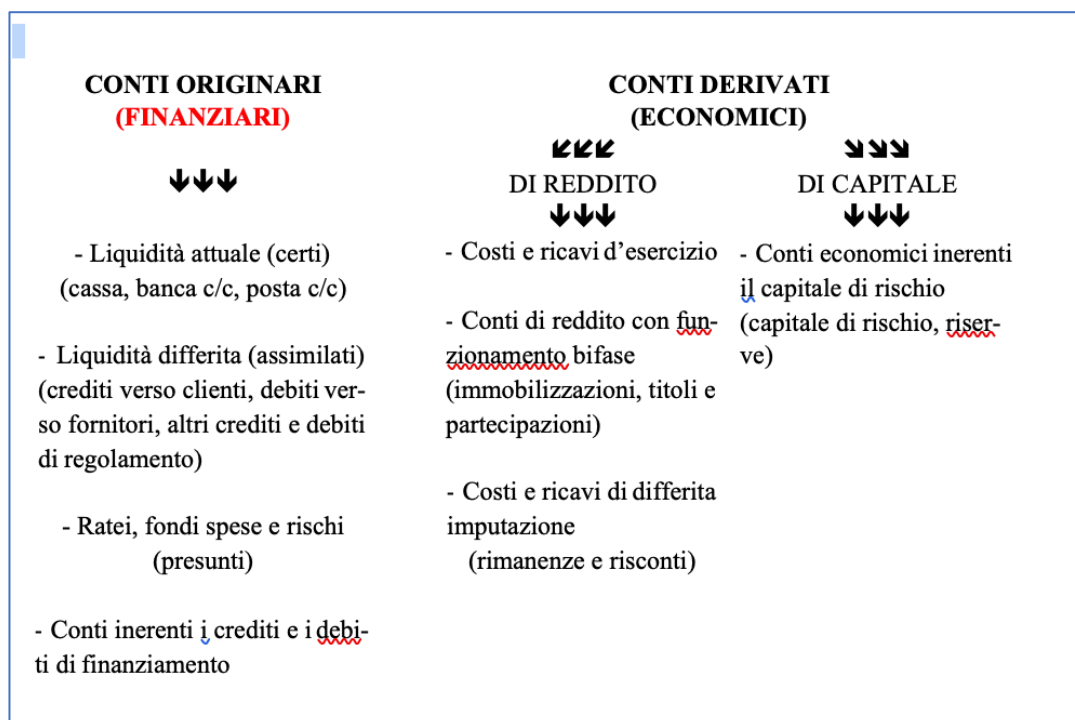 CONTI ORIGINARI
(FINANZIARI)
- Liquidità attuale (certi)
(cassa, banca c/c, posta c/c)
- Liquidità differita (assimilati)
(crediti verso clienti, debiti ver-
so fornitori, altri crediti e debiti
di regolamento)
- Ratei, fondi spese e rischi
(presunti)
- Conti inerenti i crediti e i debi-
ti di finanziamento
CONTI DERIVATI
(ECONOMICI)
DI REDDITO
- Costi e ricavi d’esercizio
- Conti di reddito con fun-
zionamento bifase
(immobilizzazioni, titoli e
partecipazioni)
- Costi e ricavi di differita
imputazione
(rimanenze e risconti)
DI CAPITALE
- Conti economici inerenti
il capitale di rischio
(capitale di rischio, riser-
ve)